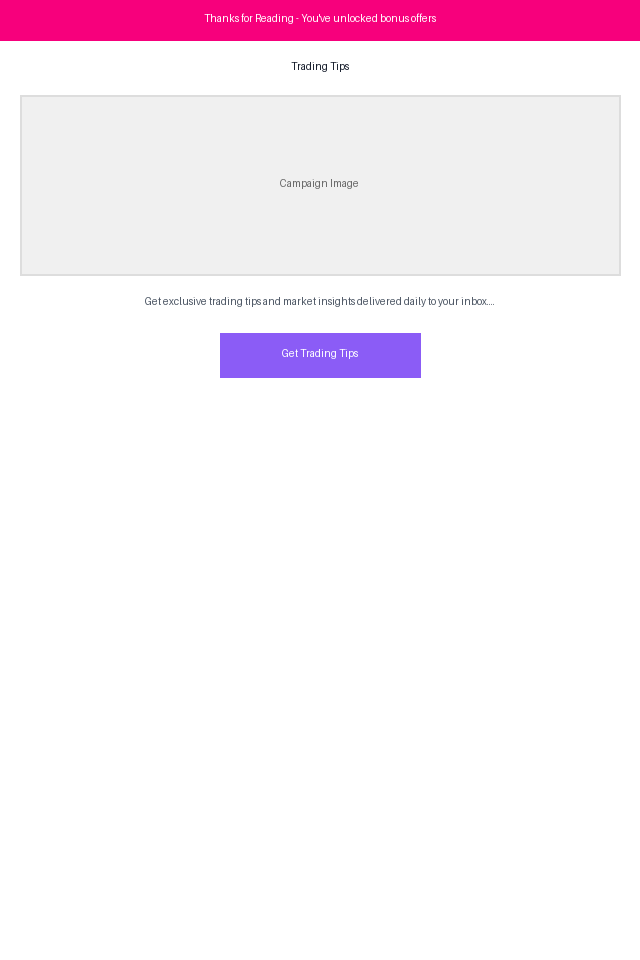 Thanks for Reading - You've unlocked bonus offers
Trading Tips
Campaign Image
Get exclusive trading tips and market insights delivered daily to your inbox....
Get Trading Tips